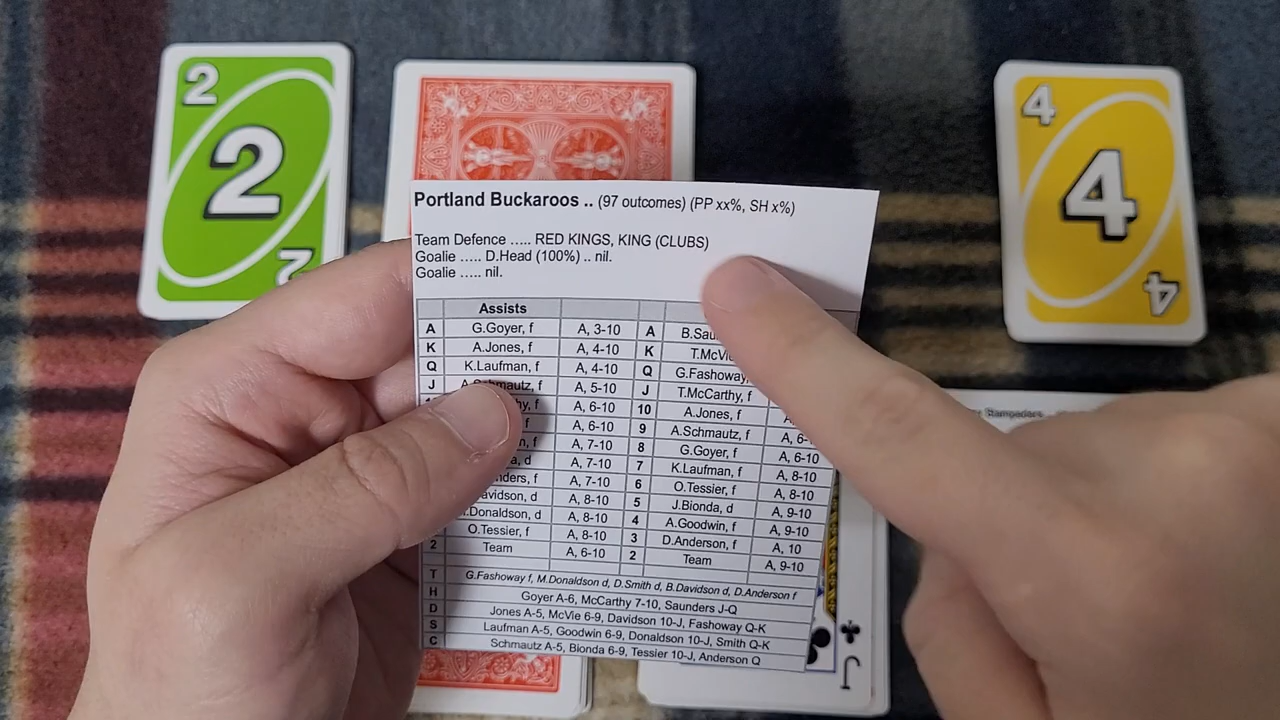 2
2
2
4
4
4
Portland Buckaroos .. (97 outcomes) (PP xx%, SH x%)
Team Defence ..... RED KINGS, KING (CLUBS)
Goalie ..... D.Head (100%) .. nil.
Goalie ..... nil.
Assists
A G.Goyer, f A, 3-10 A
K A.Jones, f A, 4-10 K
Q K.Laufman, f A, 4-10 Q G.Fashoway,
J f A, 5-10 J T.McCarthy, f
f A, 6-10 10 A.Jones, f
f A, 6-10 9 A.Schmautz, f
f A, 7-10 8 G.Goyer, f A, 6-10
d A, 7-10 7 K.Laufman, f A, 8-10
f A, 7-10 6 O.Tessier, f A, 8-10
d A, 8-10 5 J.Bionda, d A, 9-10
.Donaldson, d A, 8-10 4 A.Goodwin, f A, 9-10
O.Tessier, f A, 8-10 3 D.Anderson, f A, 10
2 Team A, 6-10 2 Team A, 9-10
T G.Fashoway f, M.Donaldson d, D.Smith d, B.Davidson d, D.Anderson f
H Goyer A-6, McCarthy 7-10, Saunders J-Q
D Jones A-5, McVie 6-9, Davidson 10-J, Fashoway Q-K
S Laufman A-5, Goodwin 6-9, Donaldson 10-J, Smith Q-K
C Schmautz A-5, Bionda 6-9, Tessier 10-J, Anderson Q
Stampeders
J